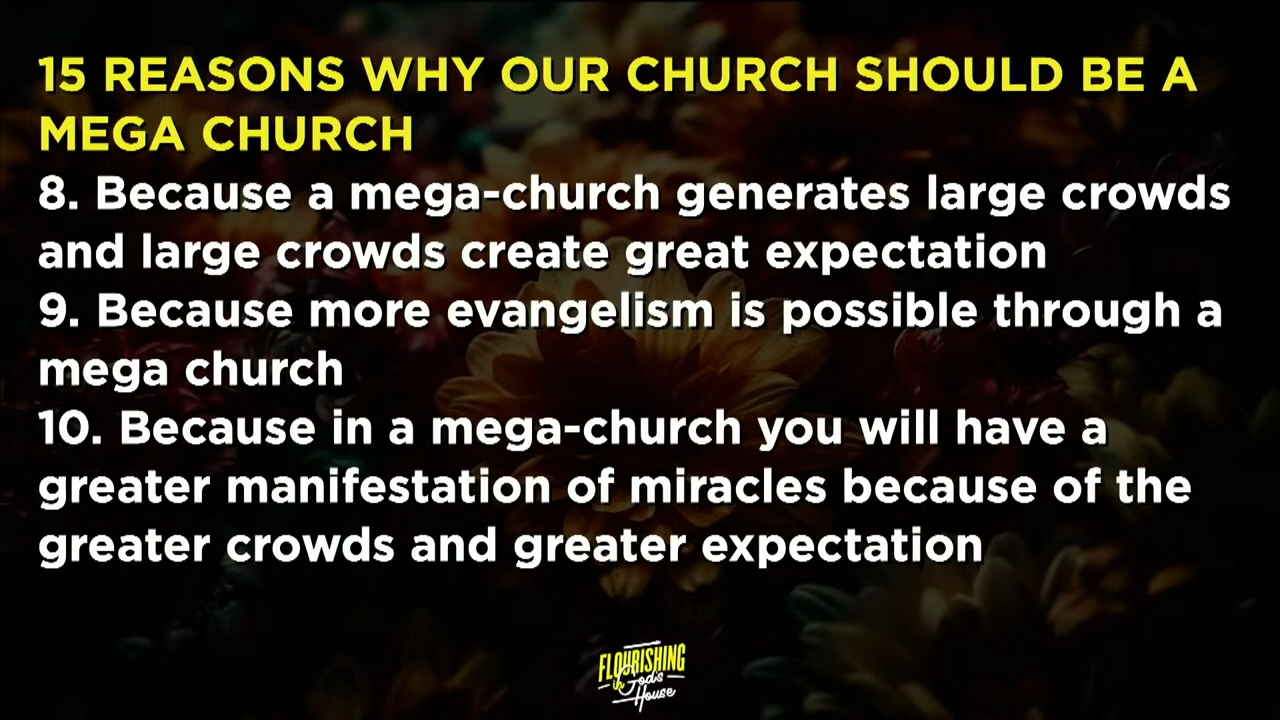 15 REASONS WHY OUR CHURCH SHOULD BE A
MEGA CHURCH
8. Because a mega-church generates large crowds
and large crowds create great expectation
9. Because more evangelism is possible through a
mega church
10. Because in a mega-church you will have a
greater manifestation of miracles because of the
greater crowds and greater expectation
FLOURISHING
in God's
House